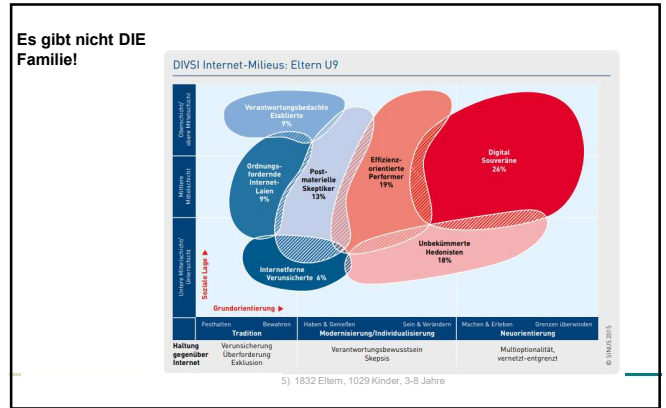 Es gibt nicht DIE
Familie!
DIVSI Internet-Milieus: Eltern U9
Oberschicht/
obere Mittelschicht
Mittlere
Mittelschicht
Untere Mittelschicht/
Unterschicht
Soziale Lage
Verantwortungsbedachte
Etablierte
9%
Ordnungs-
fordernde
Internet-
Laien
9%
Post-
materielle
Skeptiker
13%
Effizienz-
orientierte
Performer
19%
Digital
Souveräne
26%
Unbekümmerte
Hedonisten
18%
Internetferne
Verunsicherte 6%
Grundorientierung
Festhalten Bewahren Haben & Genießen Sein & Verändern Machen & Erleben Grenzen überwinden
Tradition Modernisierung/Individualisierung Neuorientierung
Haltung
gegenüber
Internet
Verunsicherung
Überforderung
Exklusion
Verantwortungsbewusstsein
Skepsis
Multioptionalität,
vernetzt-entgrenzt
© SINUS 2015
5) 1832 Eltern, 1029 Kinder, 3-8 Jahre